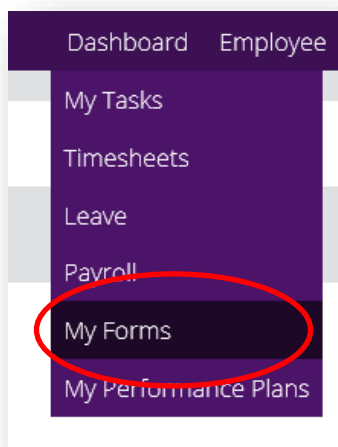 Dashboard Employee
My Tasks
Timesheets
Leave
Payroll
My Forms
My Performance Plans